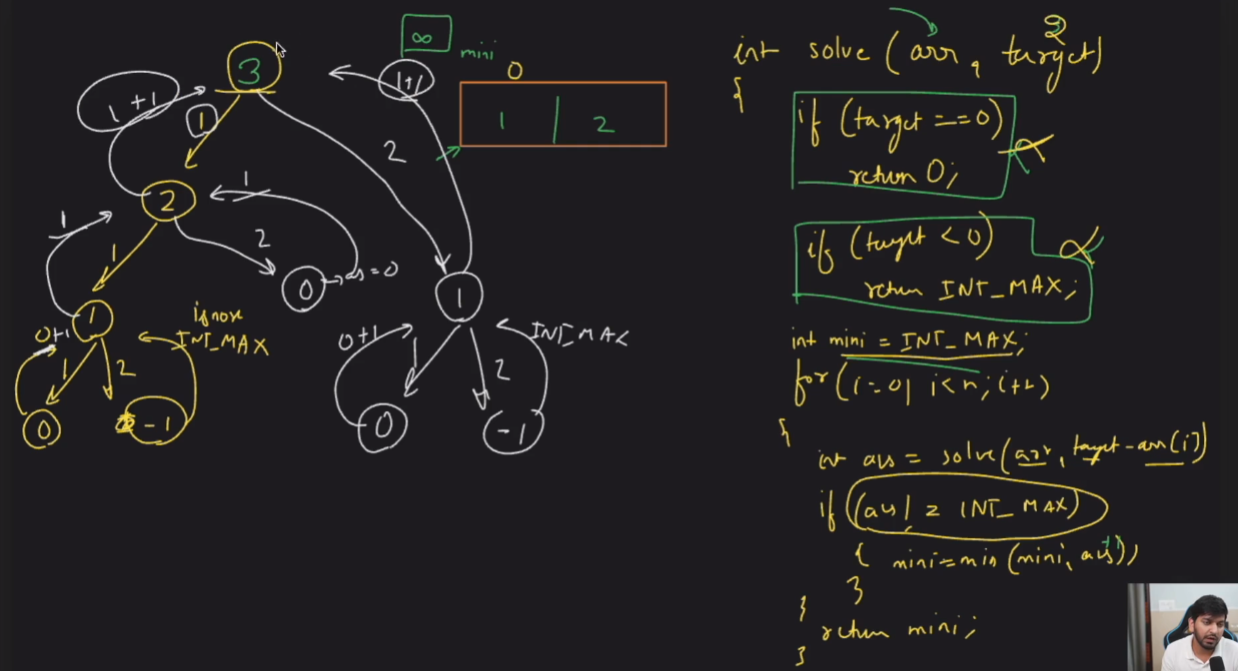 ∞
mini
3
1+1
1+1
0
1
1 2
2
2
1
1
1
2
0 → as = 0
1
1
ignore
INT_MAX
0+1
1
2
0
-1
0+1
1
2
INT_MAX
0
-1
2
int solve (arr, target)
{
if (target == 0)
return 0;
if (target < 0)
return INT_MAX;
int mini = INT_MAX;
for (i=0; i<n; i++)
{
int ans = solve (arr, target - arr[i])
if (ans != INT_MAX)
{ mini = min (mini, ans+1)
}
}
return mini;
}